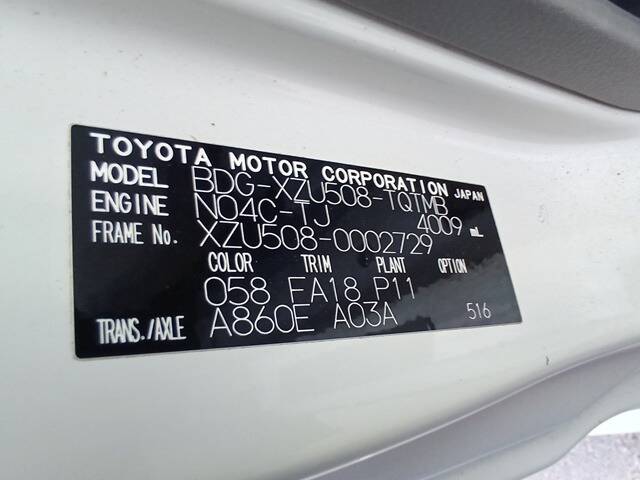 TOYOTA MOTOR CORPORATION JAPAN
MODEL BDG-XZU508-TQTMB
ENGINE N04C-TJ 4009 mL
FRAME No. XZU508-0002729
COLOR TRIM PLANT OPTION
058 FA18 P11
TRANS./AXLE A860E A03A 516